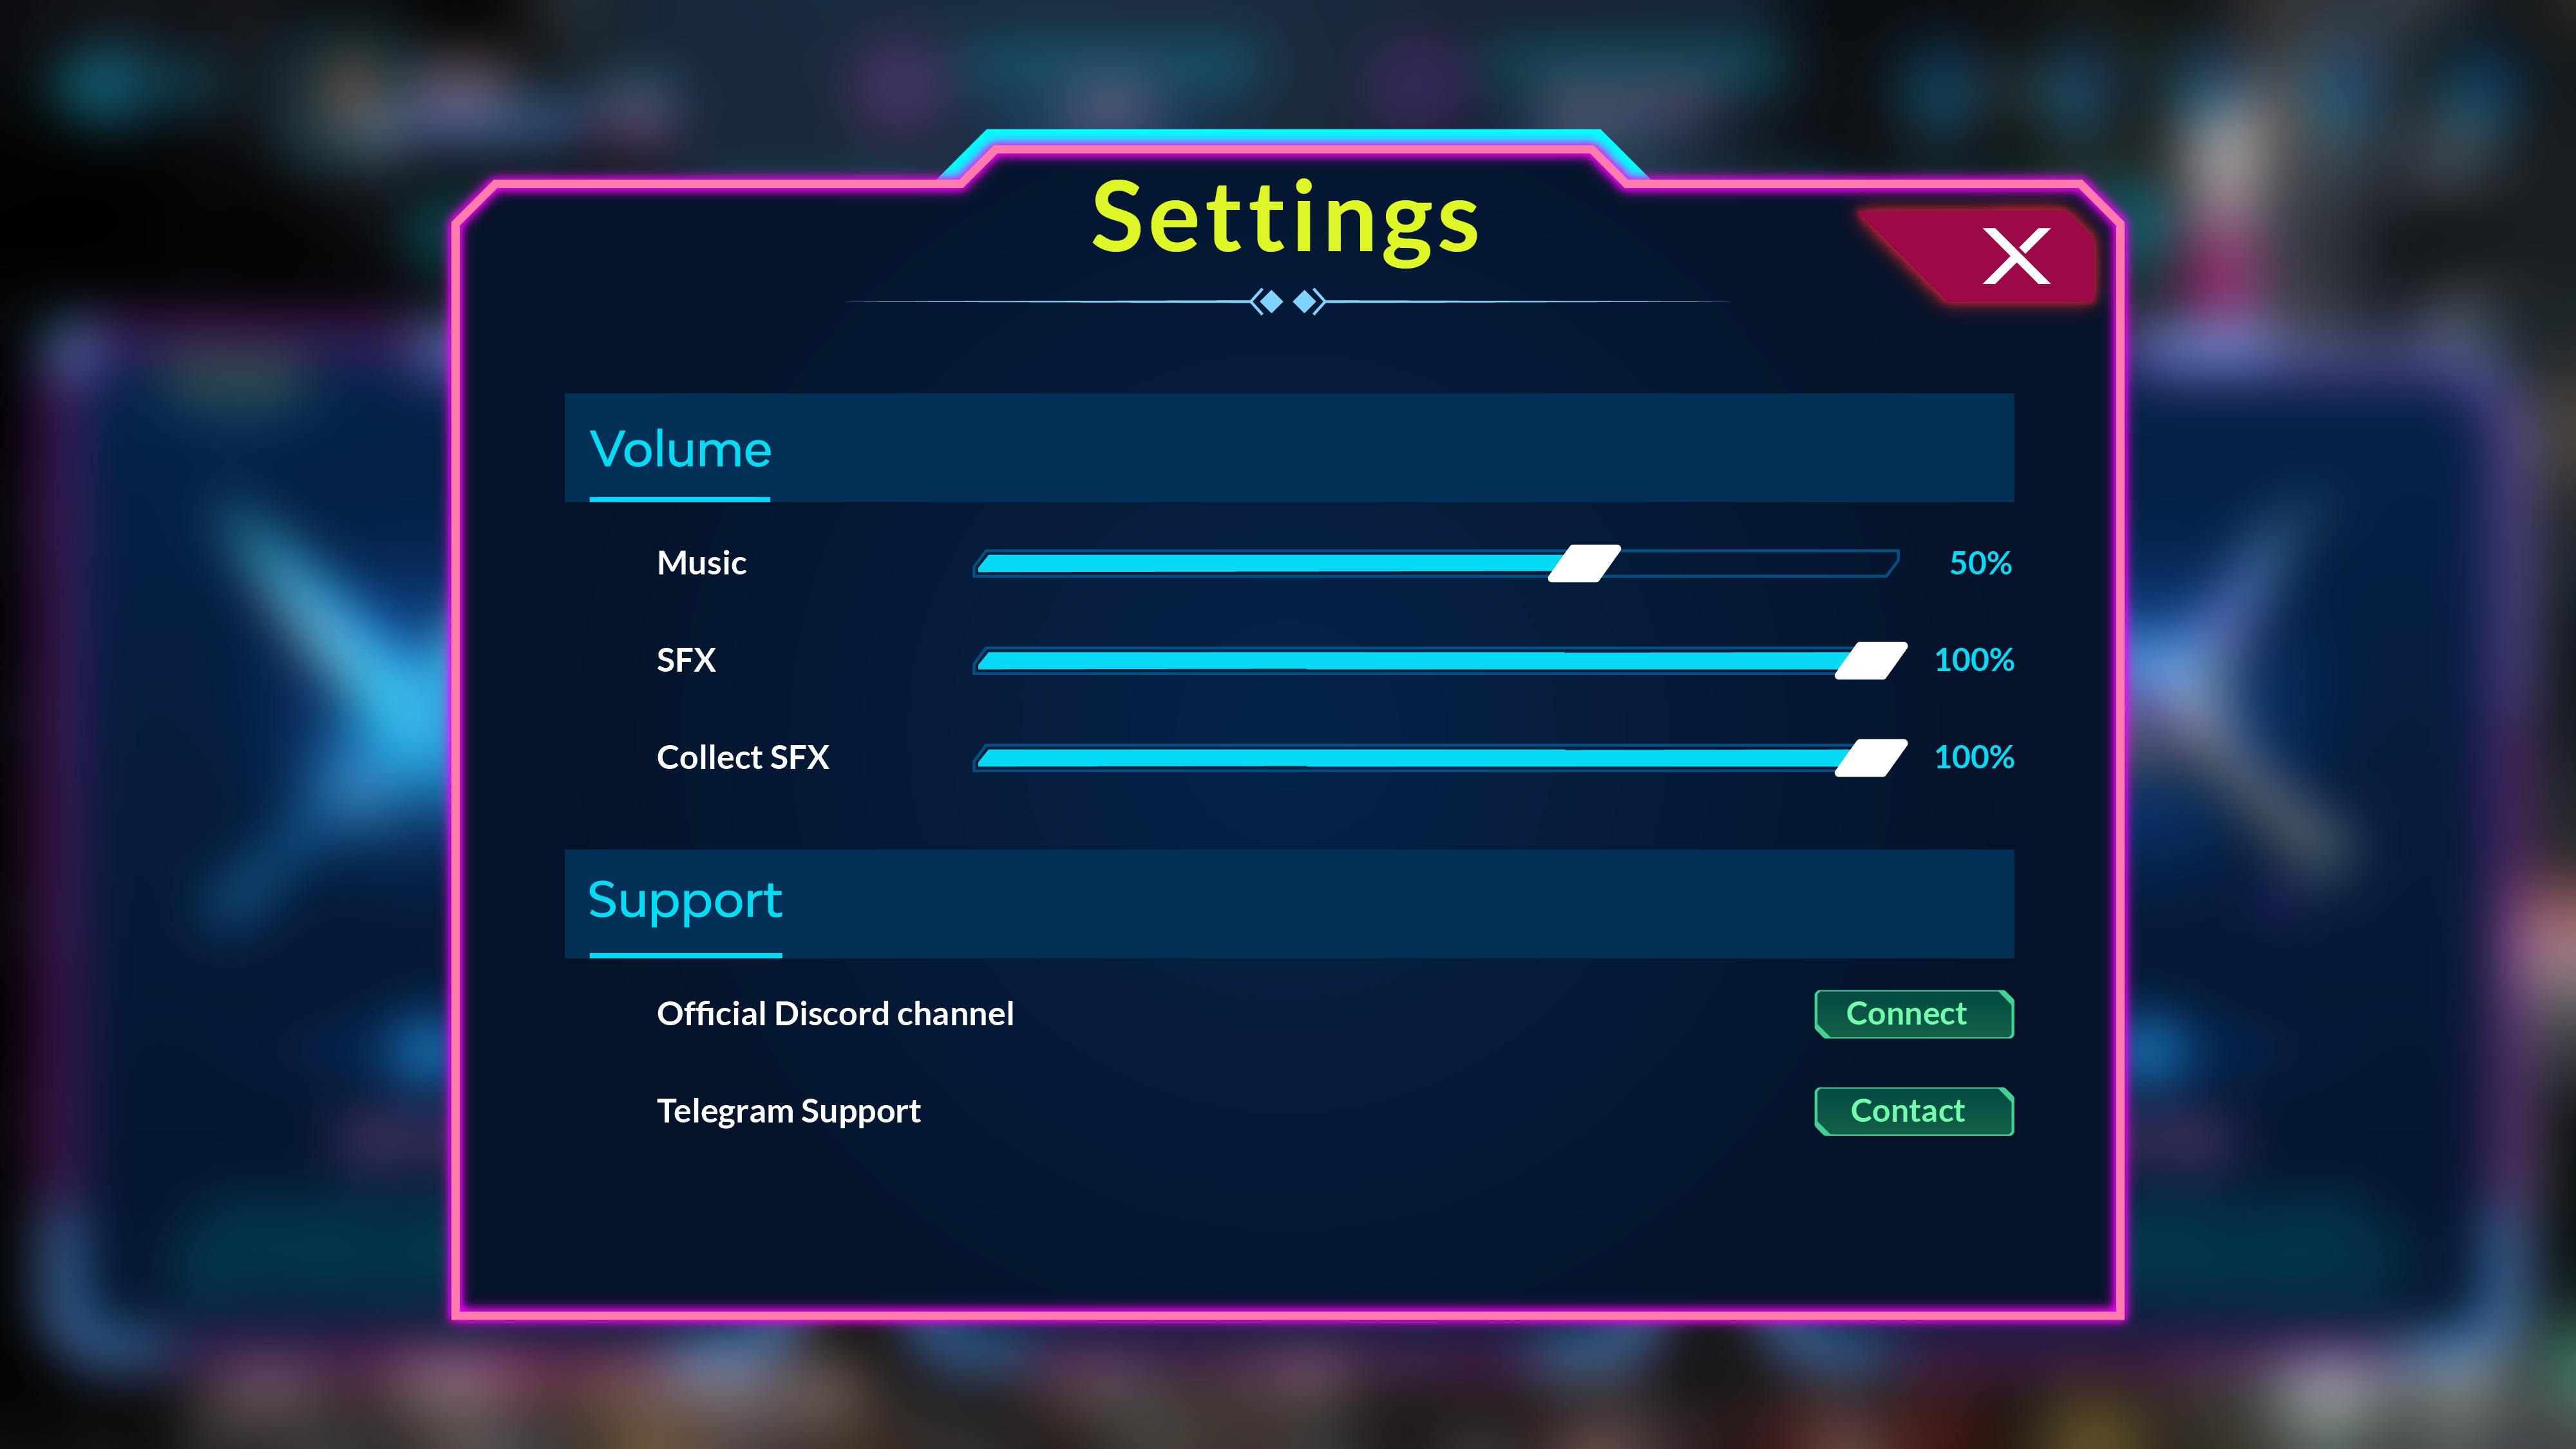 Settings
Volume
Music 50%
SFX 100%
Collect SFX 100%
Support
Official Discord channel Connect
Telegram Support Contact